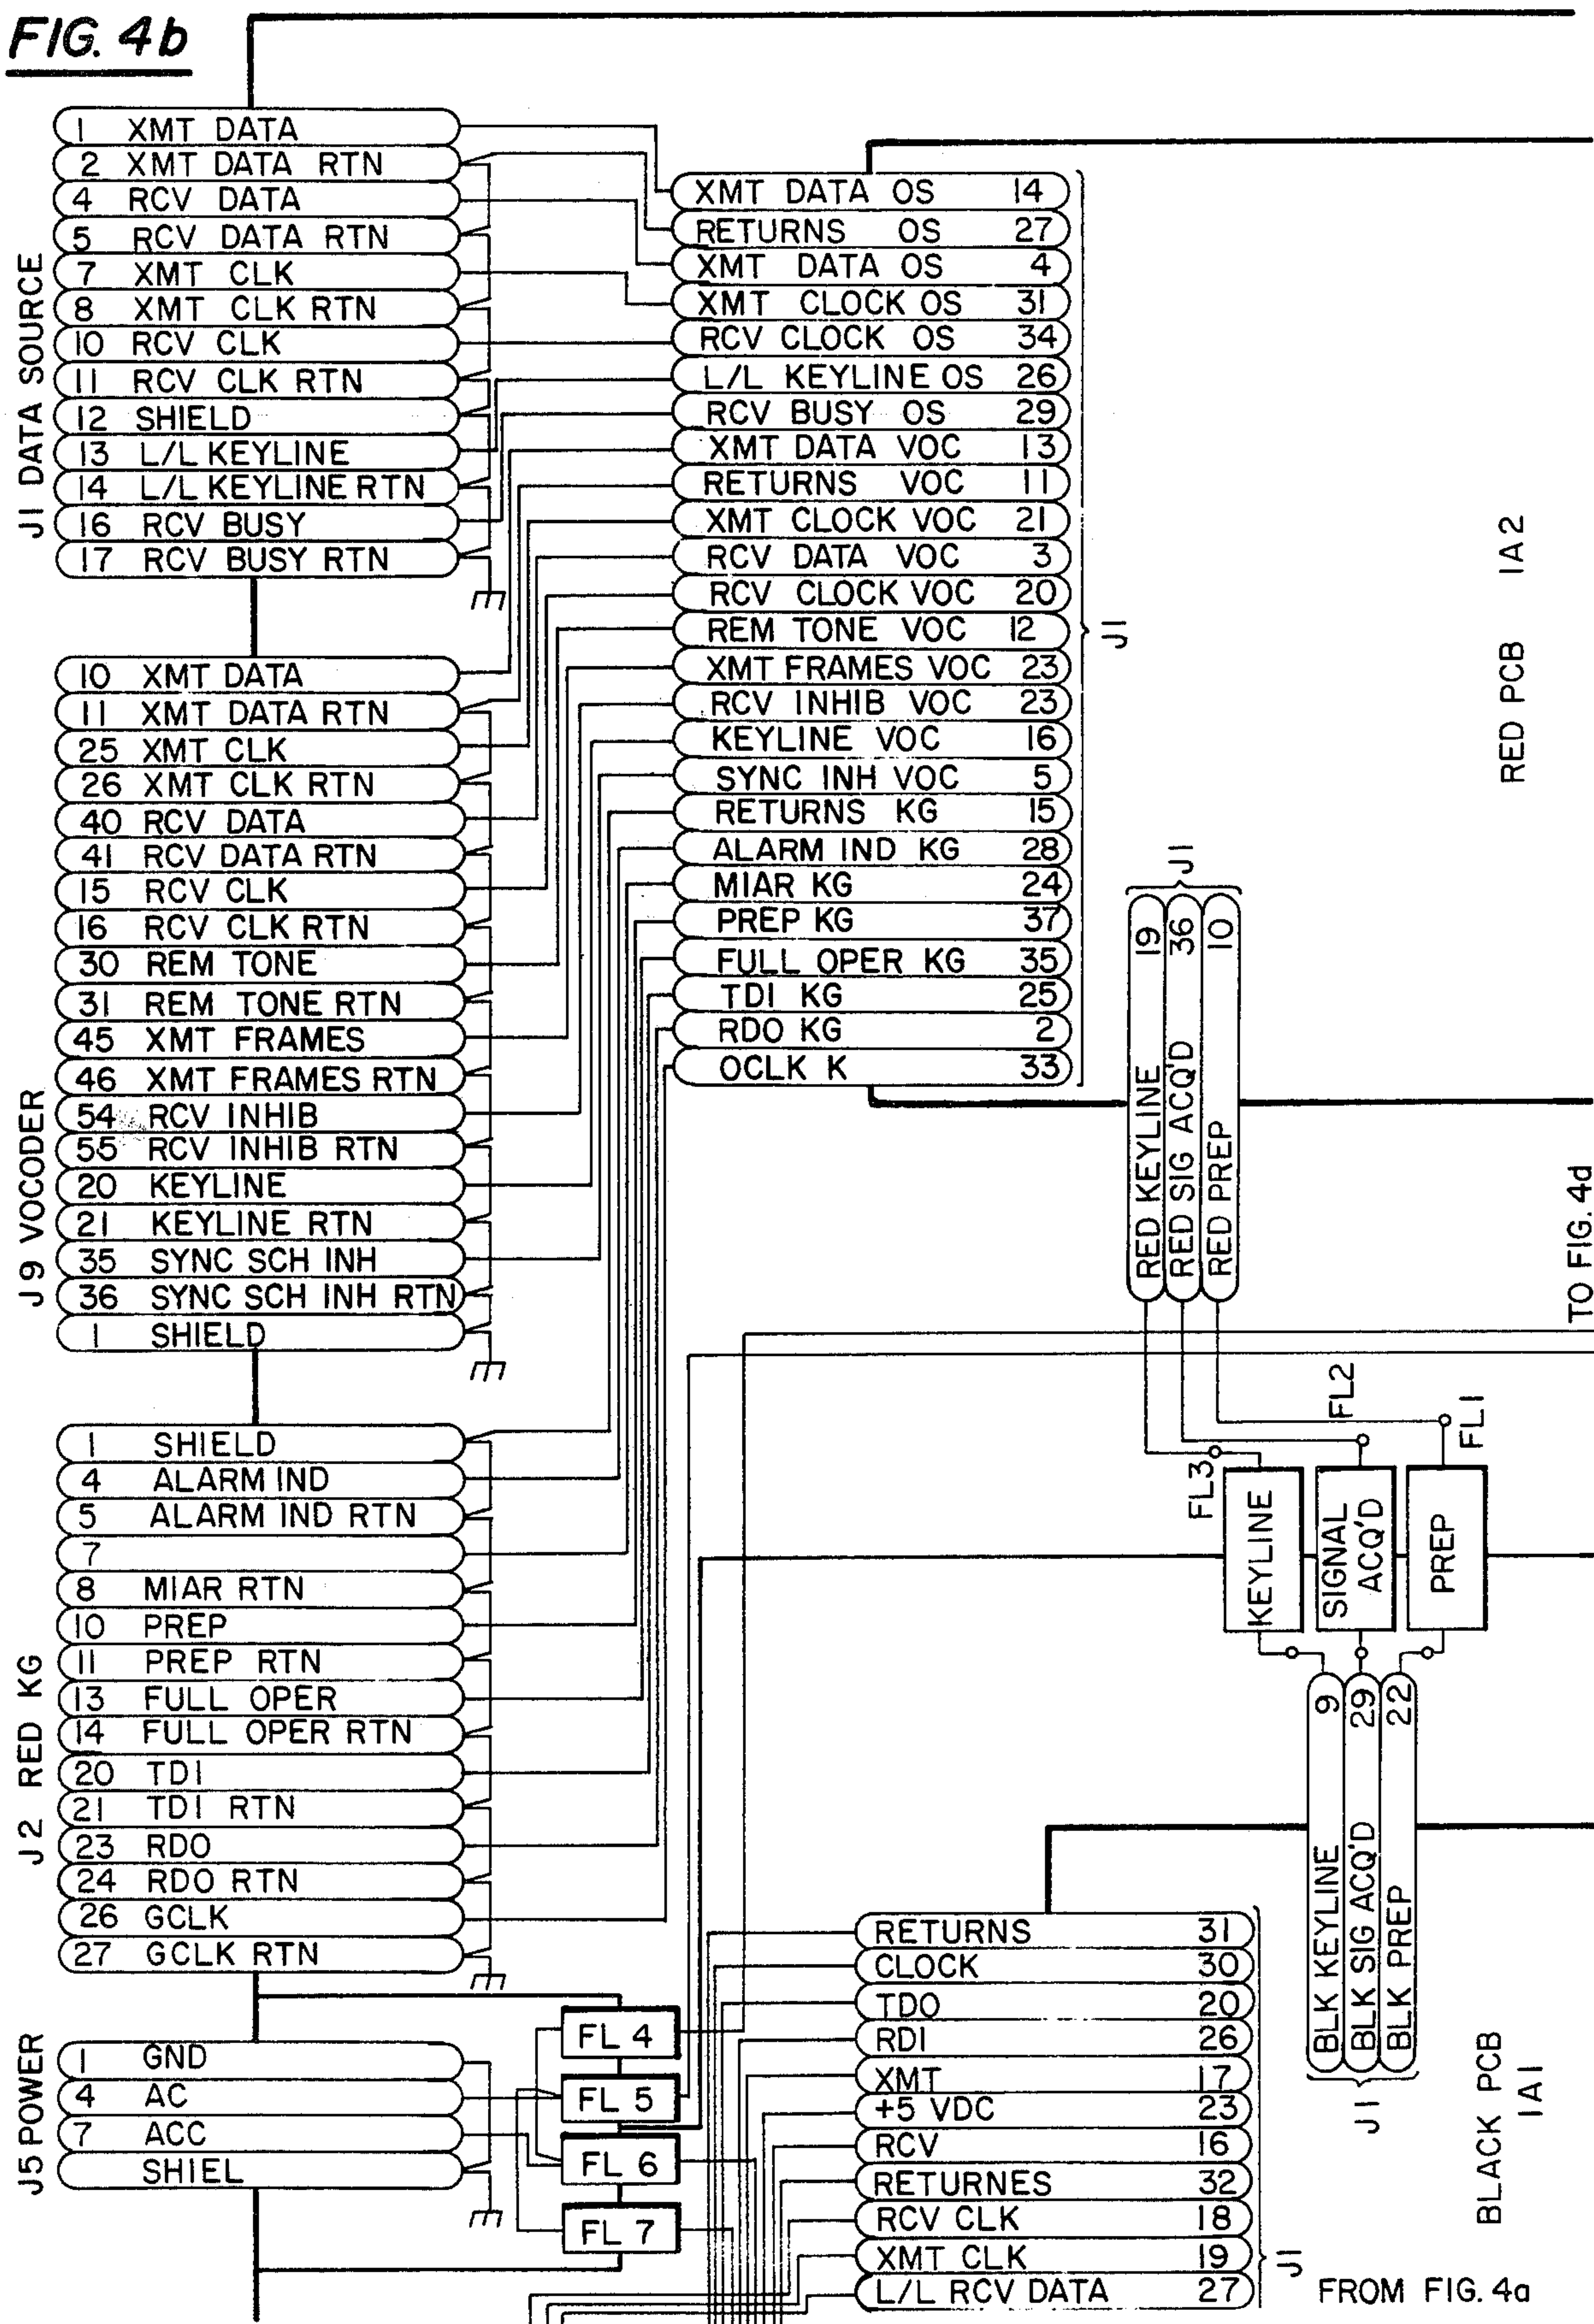 FIG. 4b
J1 DATA SOURCE
1 XMT DATA
2 XMT DATA RTN
4 RCV DATA
5 RCV DATA RTN
7 XMT CLK
8 XMT CLK RTN
10 RCV CLK
11 RCV CLK RTN
12 SHIELD
13 L/L KEYLINE
14 L/L KEYLINE RTN
16 RCV BUSY
17 RCV BUSY RTN
J9 VOCODER
10 XMT DATA
11 XMT DATA RTN
25 XMT CLK
26 XMT CLK RTN
40 RCV DATA
41 RCV DATA RTN
15 RCV CLK
16 RCV CLK RTN
30 REM TONE
31 REM TONE RTN
45 XMT FRAMES
46 XMT FRAMES RTN
54 RCV INHIB
55 RCV INHIB RTN
20 KEYLINE
21 KEYLINE RTN
35 SYNC SCH INH
36 SYNC SCH INH RTN
1 SHIELD
J2 RED KG
1 SHIELD
4 ALARM IND
5 ALARM IND RTN
7
8 MIAR RTN
10 PREP
11 PREP RTN
13 FULL OPER
14 FULL OPER RTN
20 TDI
21 TDI RTN
23 RDO
24 RDO RTN
26 GCLK
27 GCLK RTN
J5 POWER
1 GND
4 AC
7 ACC
SHIEL
FL 4
FL 5
FL 6
FL 7
XMT DATA OS 14
RETURNS OS 27
XMT DATA OS 4
XMT CLOCK OS 31
RCV CLOCK OS 34
L/L KEYLINE OS 26
RCV BUSY OS 29
XMT DATA VOC 13
RETURNS VOC 11
XMT CLOCK VOC 21
RCV DATA VOC 3
RCV CLOCK VOC 20
REM TONE VOC 12
XMT FRAMES VOC 23
RCV INHIB VOC 23
KEYLINE VOC 16
SYNC INH VOC 5
RETURNS KG 15
ALARM IND KG 28
MIAR KG 24
PREP KG 37
FULL OPER KG 35
TDI KG 25
RDO KG 2
OCLK K 33
J1
RED PCB 1A2
J1
RED KEYLINE 19
RED SIG ACQ'D 36
RED PREP 10
TO FIG. 4d
FL3
FL2
FL1
KEYLINE
SIGNAL ACQ'D
PREP
BLK KEYLINE 9
BLK SIG ACQ'D 29
BLK PREP 22
J1
BLACK PCB
1A1
RETURNS 31
CLOCK 30
TDO 20
RDI 26
XMT 17
+5 VDC 23
RCV 16
RETURNES 32
RCV CLK 18
XMT CLK 19
L/L RCV DATA 27
J1
FROM FIG. 4a